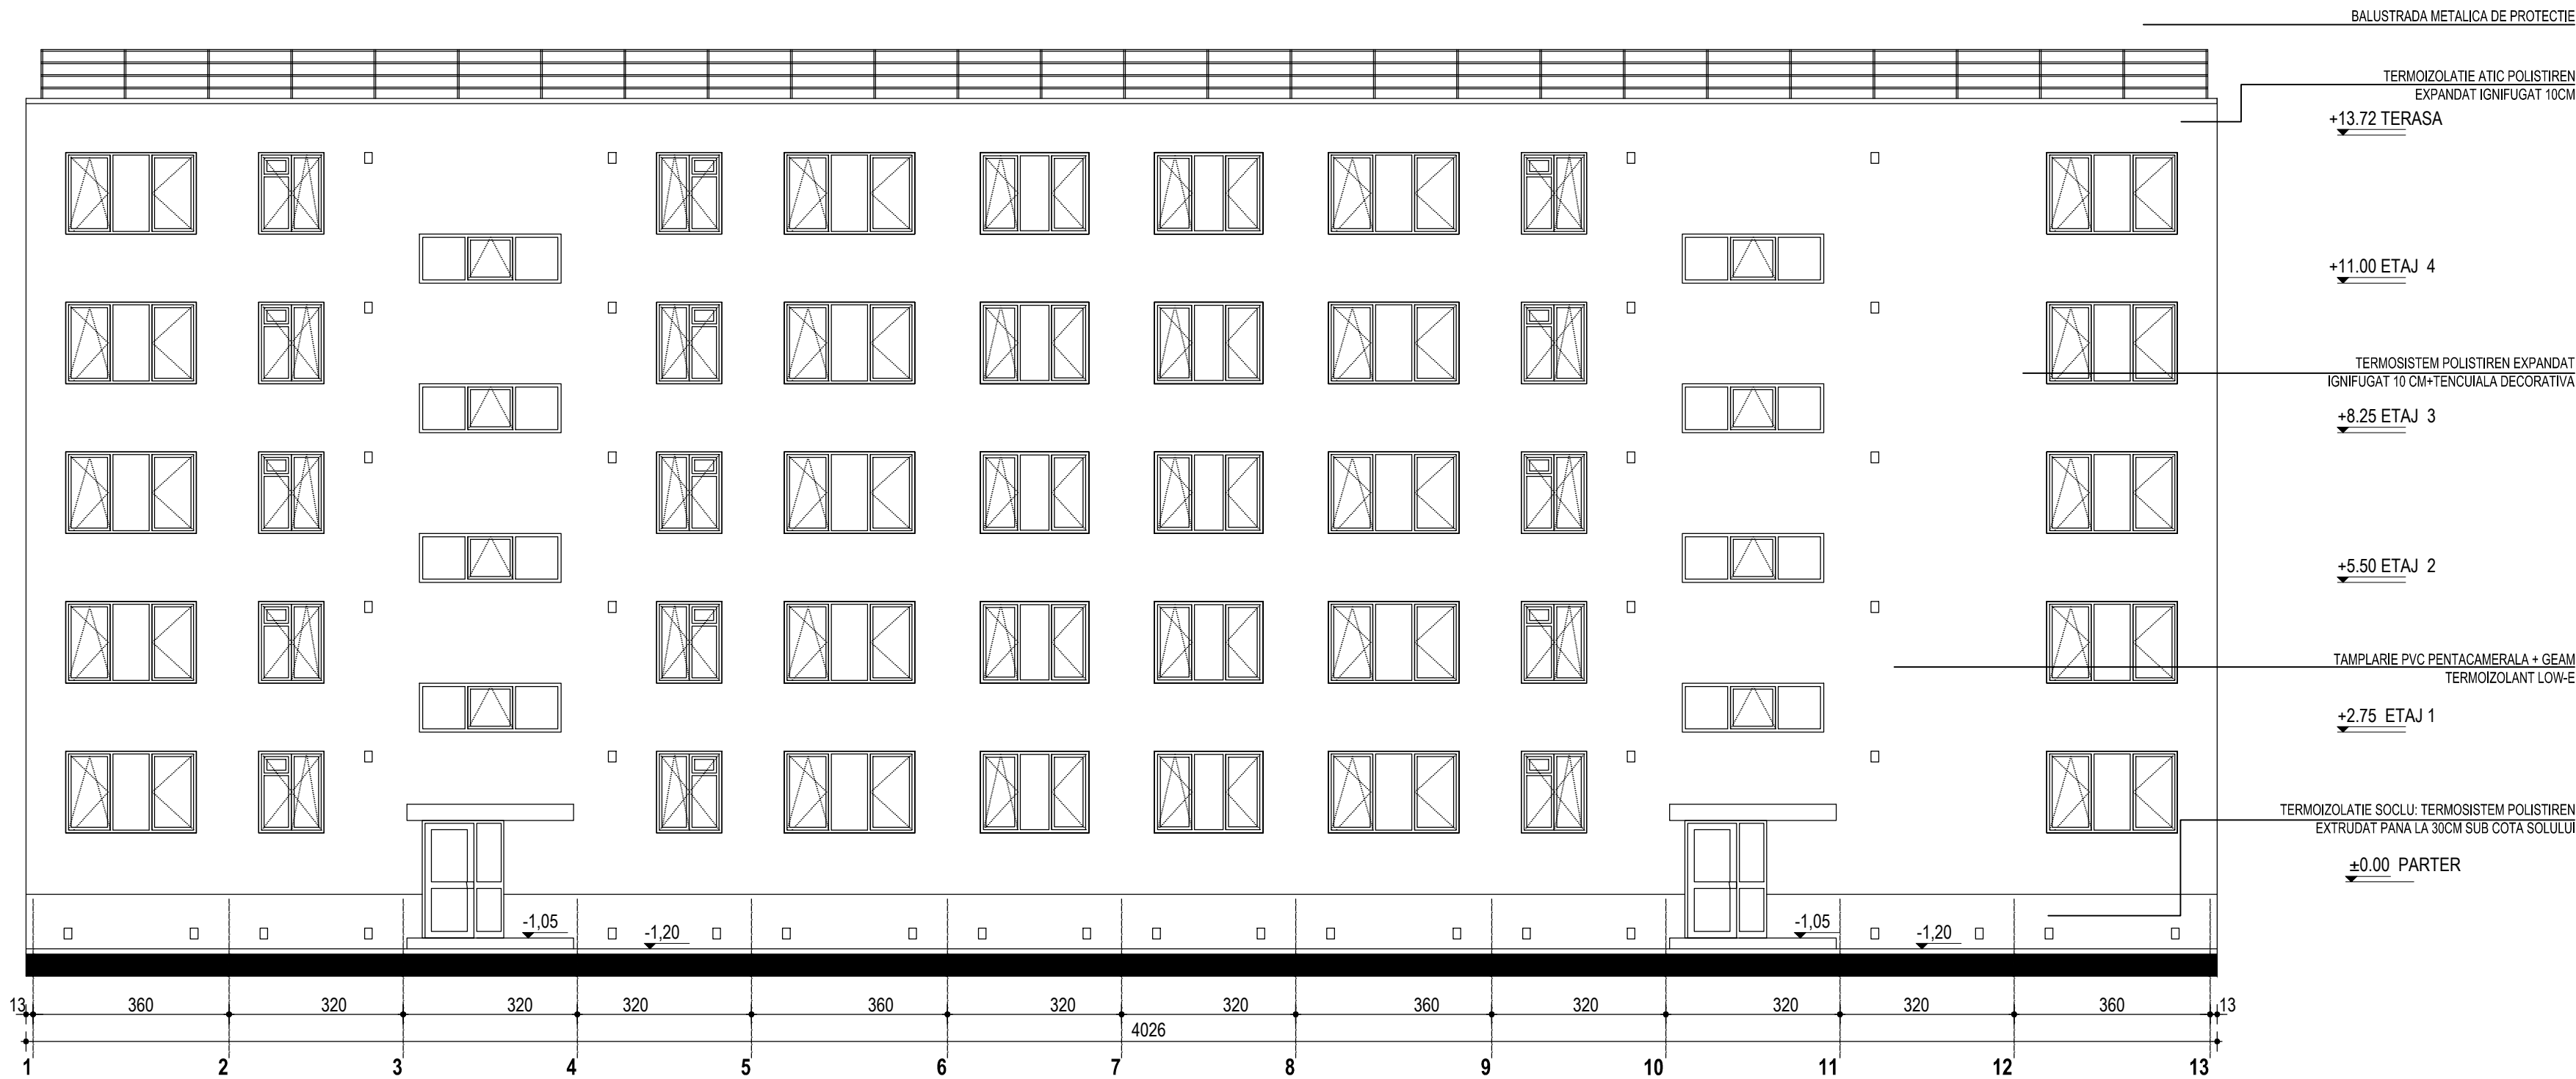 BALUSTRADA METALICA DE PROTECTIE
TERMOIZOLATIE ATIC POLISTIREN
EXPANDAT IGNIFUGAT 10CM
+13.72 TERASA
+11.00 ETAJ 4
TERMOSISTEM POLISTIREN EXPANDAT
IGNIFUGAT 10 CM+TENCUIALA DECORATIVA
+8.25 ETAJ 3
+5.50 ETAJ 2
TAMPLARIE PVC PENTACAMERALA + GEAM
TERMOIZOLANT LOW-E
+2.75 ETAJ 1
TERMOIZOLATIE SOCLU: TERMOSISTEM POLISTIREN
EXTRUDAT PANA LA 30CM SUB COTA SOLULUI
±0.00 PARTER
-1,05 -1,20 -1,05 -1,20
13 360 320 320 320 360 320 320 360 320 320 320 360 13
4026
1 2 3 4 5 6 7 8 9 10 11 12 13